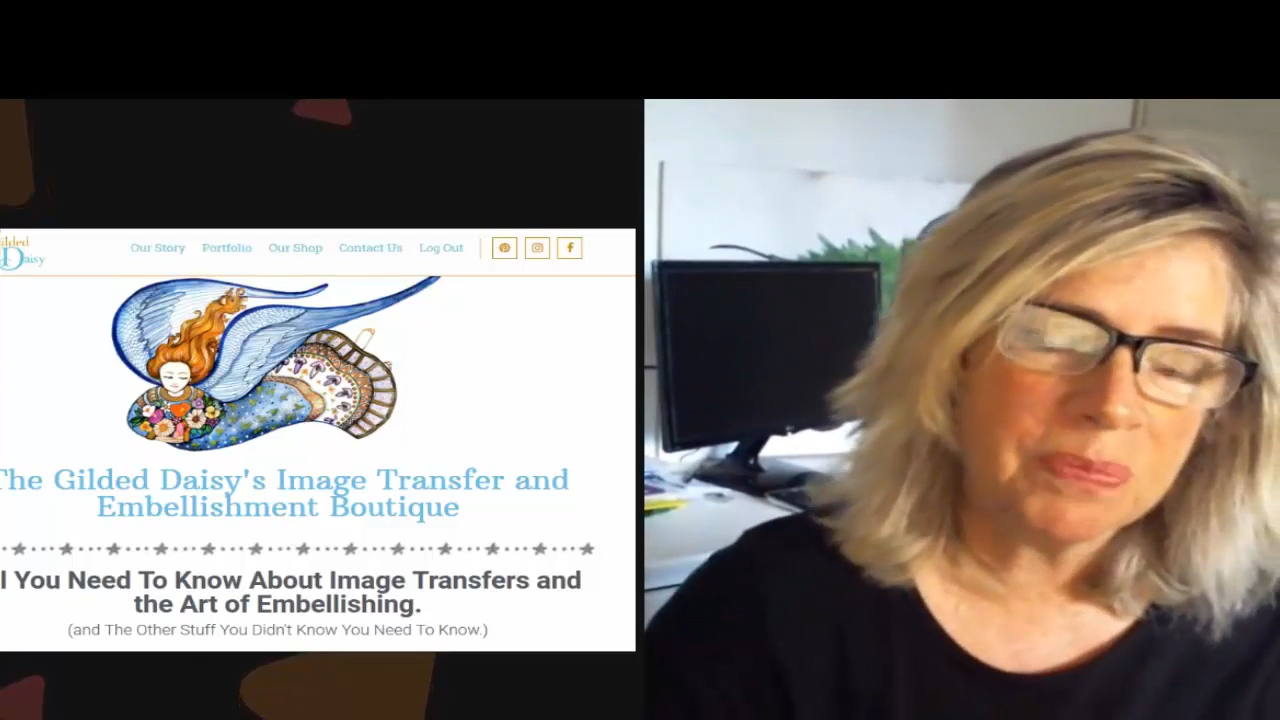 Our Story Portfolio Our Shop Contact Us Log Out
The Gilded Daisy's Image Transfer and
Embellishment Boutique
You Need To Know About Image Transfers and
the Art of Embellishing.
(and The Other Stuff You Didn't Know You Need To Know.)